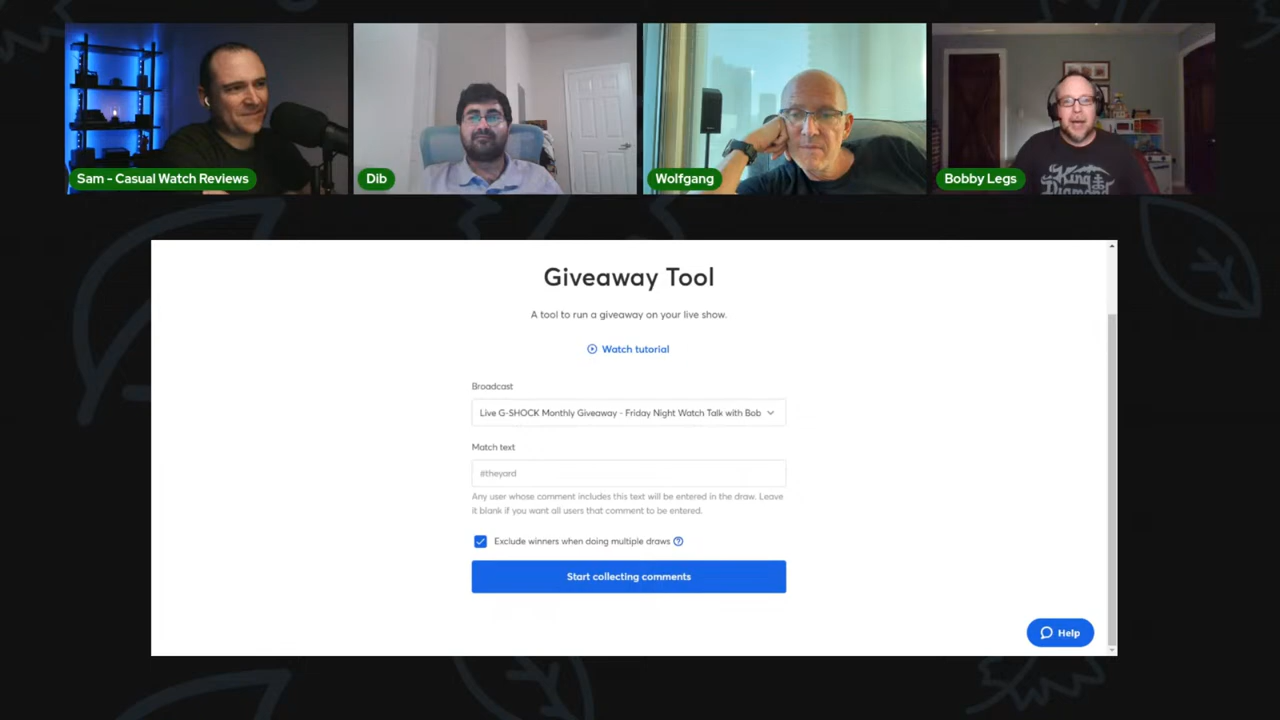 Sam - Casual Watch Reviews
Dib
Wolfgang
Bobby Legs
King
Diamond
Giveaway Tool
A tool to run a giveaway on your live show.
Watch tutorial
Broadcast
Live G-SHOCK Monthly Giveaway - Friday Night Watch Talk with Bob
Match text
#theyard
Any user whose comment includes this text will be entered in the draw. Leave
it blank if you want all users that comment to be entered.
Exclude winners when doing multiple draws
Start collecting comments
Help